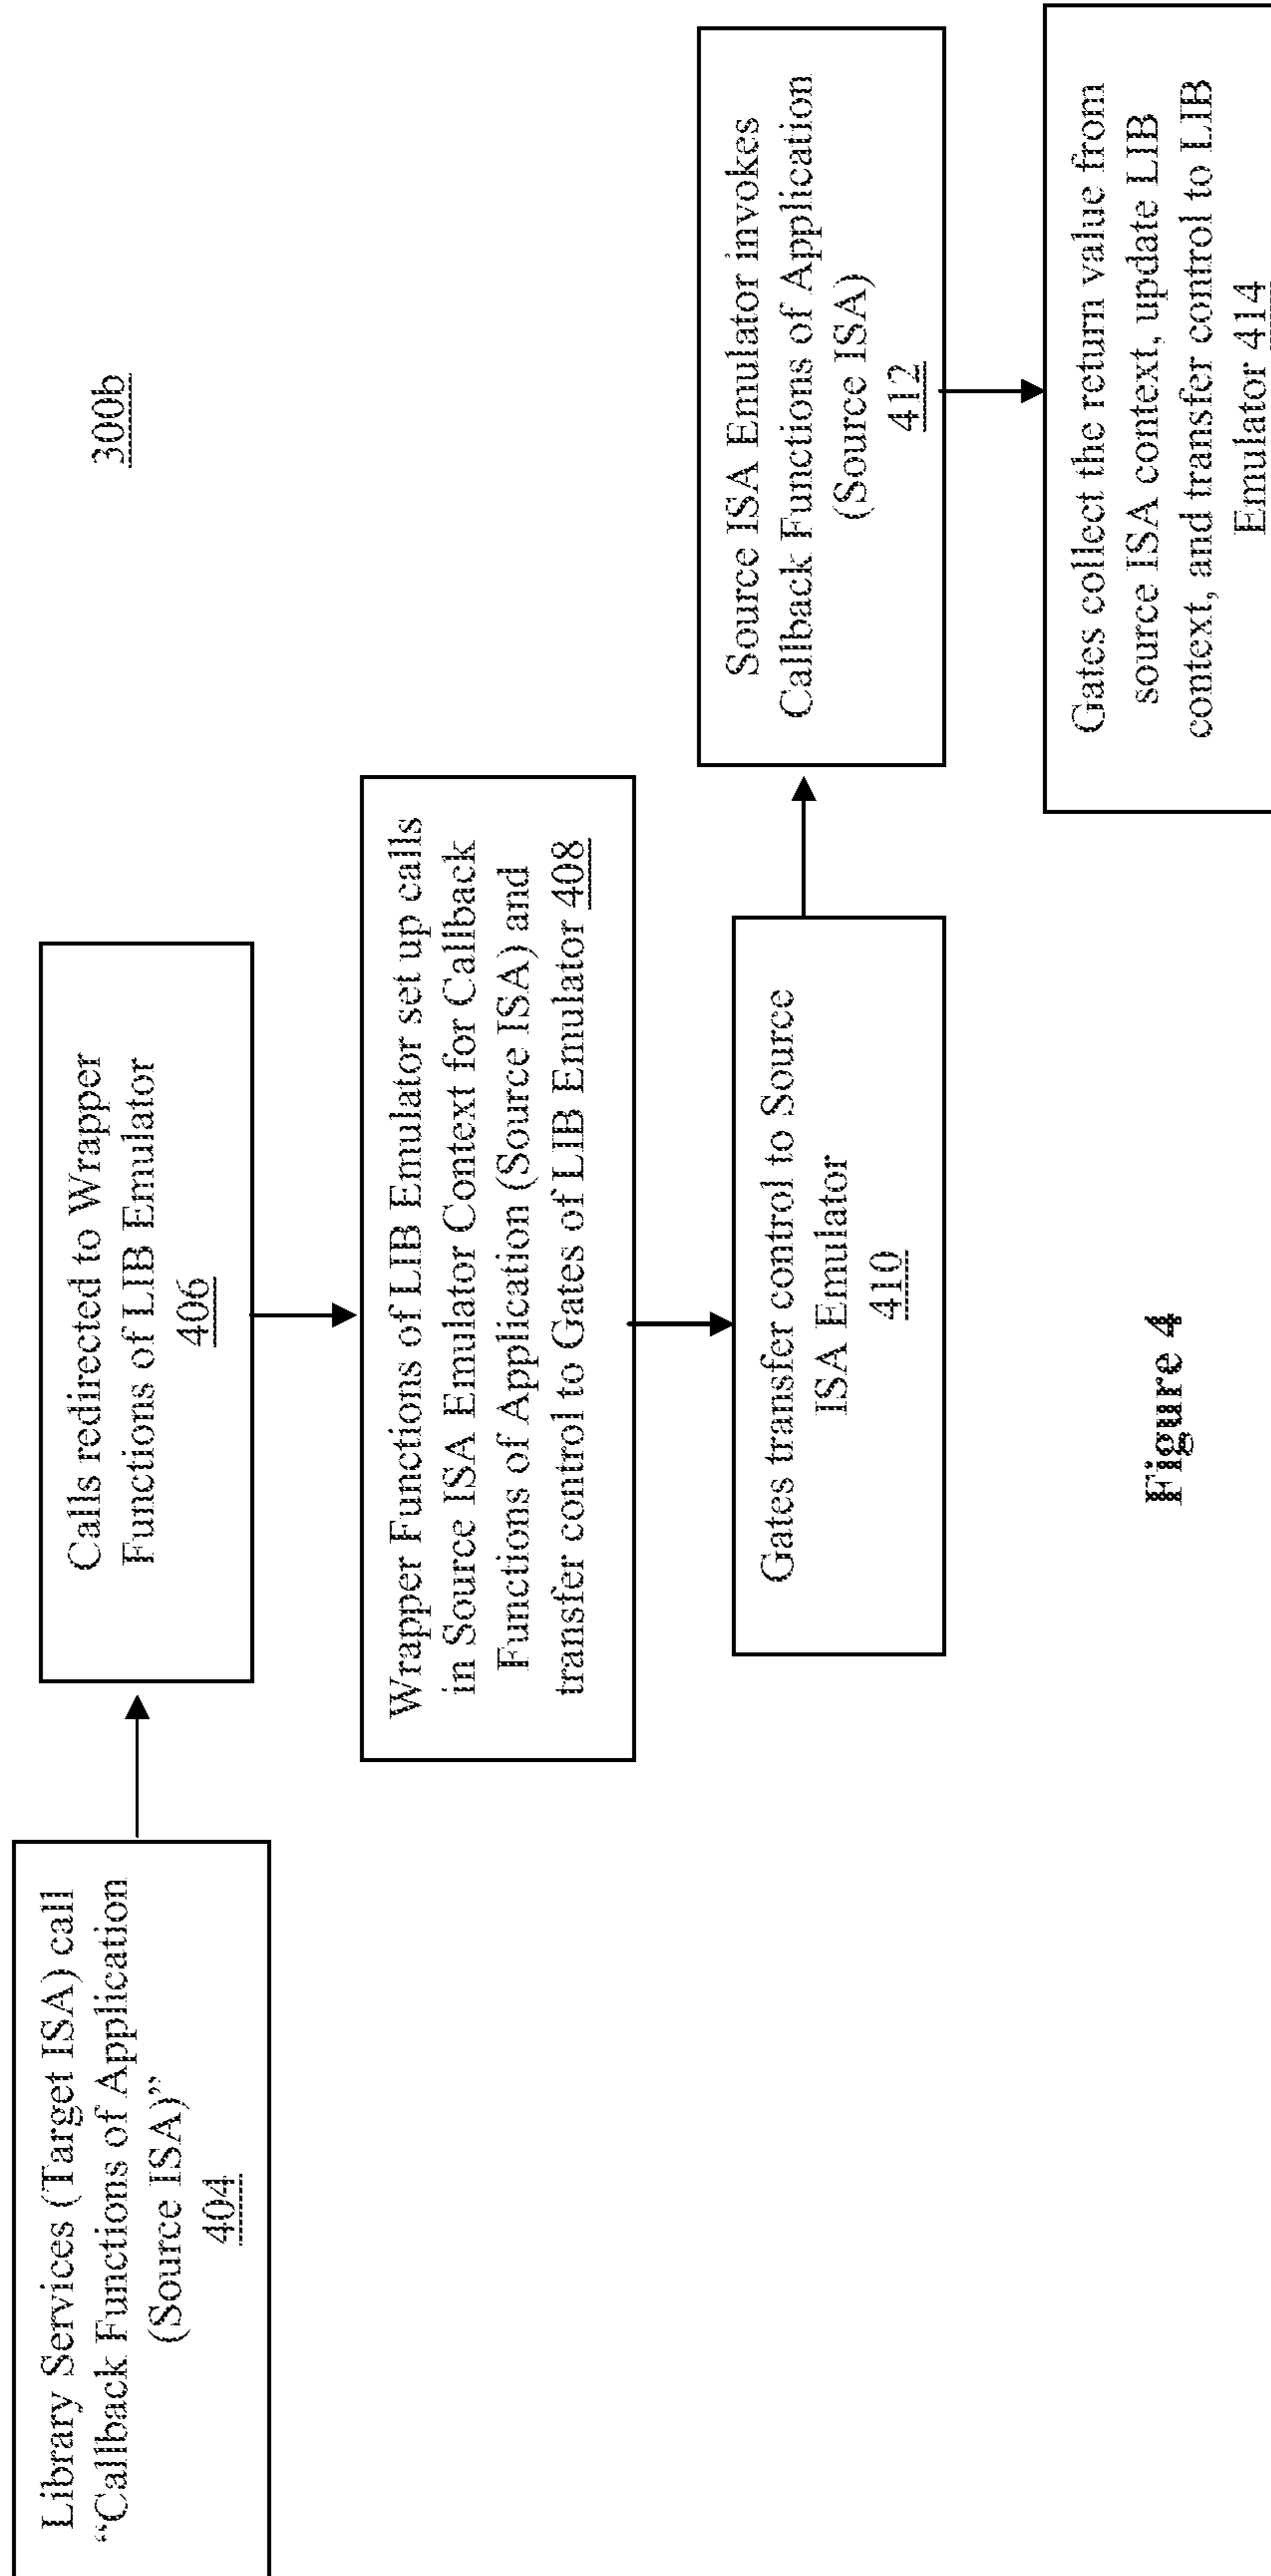 300b
Library Services (Target ISA) call
“Callback Functions of Application
(Source ISA)”
404
Calls redirected to Wrapper
Functions of LIB Emulator
406
Wrapper Functions of LIB Emulator set up calls
in Source ISA Emulator Context for Callback
Functions of Application (Source ISA) and
transfer control to Gates of LIB Emulator 408
Gates transfer control to Source
ISA Emulator
410
Source ISA Emulator invokes
Callback Functions of Application
(Source ISA)
412
Gates collect the return value from
source ISA context, update LIB
context, and transfer control to LIB
Emulator 414
Figure 4